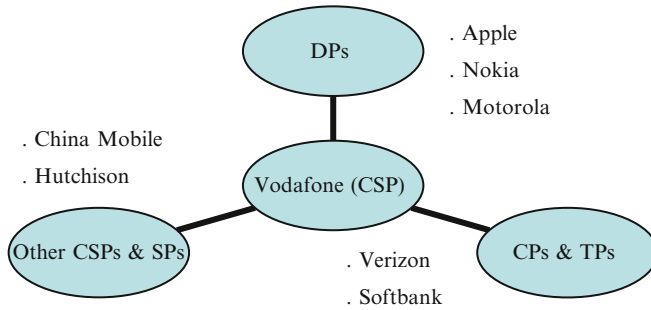 DPs
. Apple
. Nokia
. Motorola
. China Mobile
. Hutchison
Vodafone (CSP)
Other CSPs & SPs
. Verizon
. Softbank
CPs & TPs